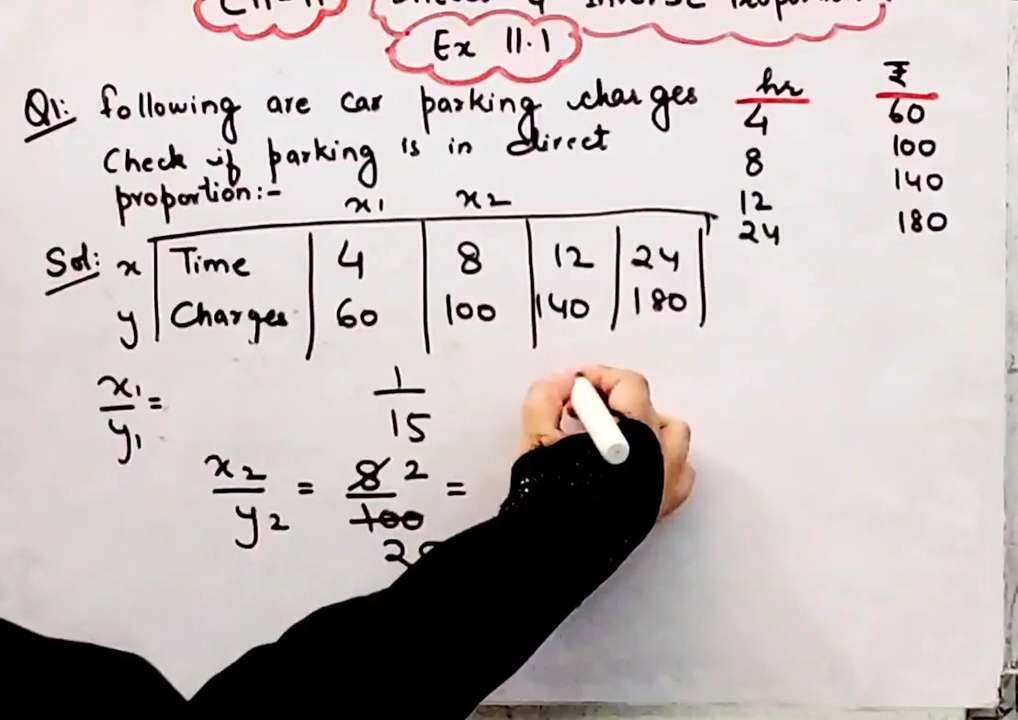 Ex 11.1
hr ₹
Q1: following are car parking charges 4 60
Check if parking is in direct 8 100
proportion:- 12 140
x1 x2 24 180
Sol: x Time 4 8 12 24
y Charges 60 100 140 180
x1/y1 = 1/15
x2/y2 = 8 2 =
100